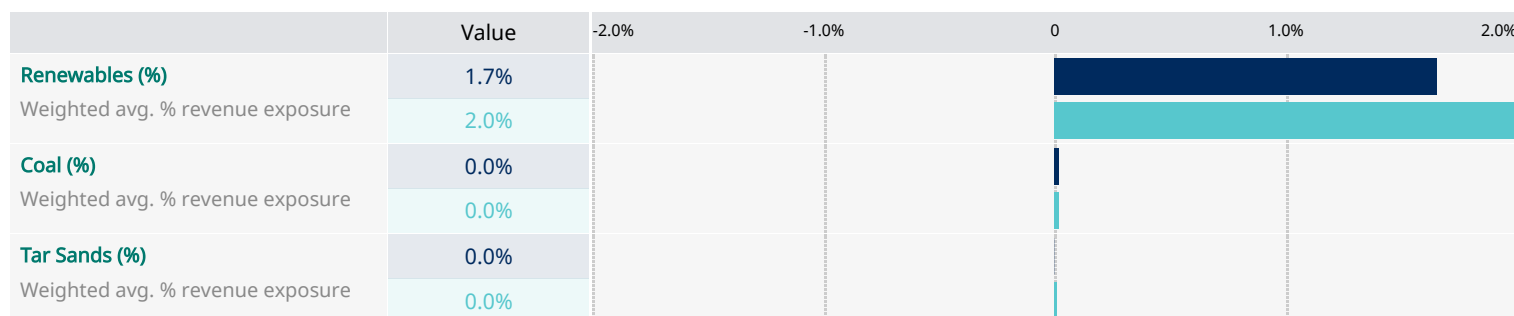 Value -2.0% -1.0% 0 1.0% 2.0%
Renewables (%) 1.7%
Weighted avg. % revenue exposure 2.0%
Coal (%) 0.0%
Weighted avg. % revenue exposure 0.0%
Tar Sands (%) 0.0%
Weighted avg. % revenue exposure 0.0%